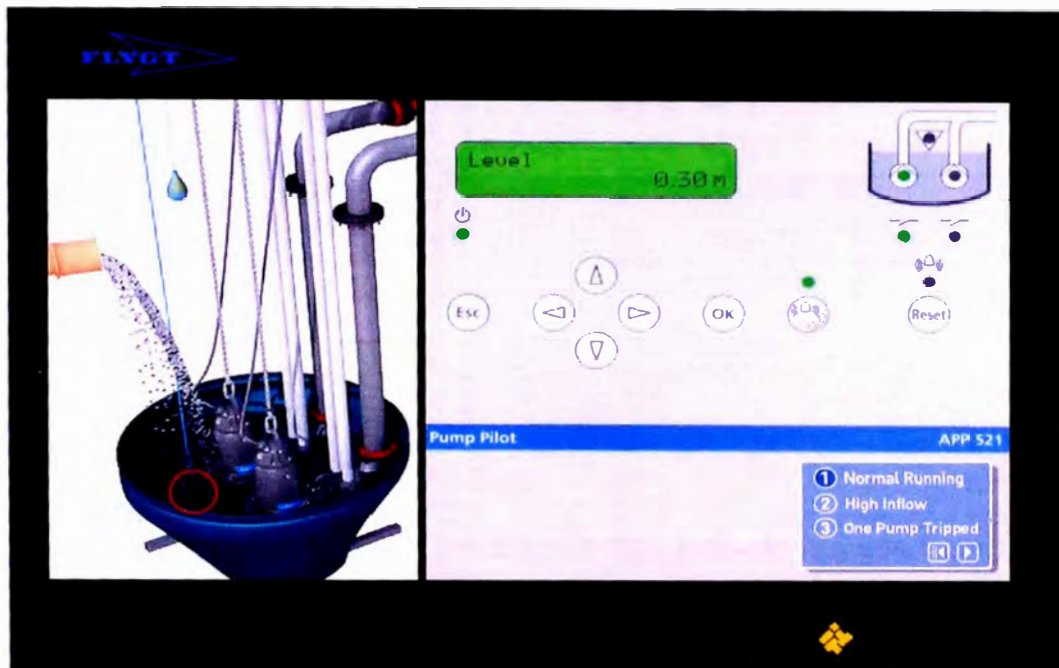 FLYGT
Level
0.30 m
Esc
OK
Reset
Pump Pilot
APP 521
1 Normal Running
2 High Inflow
3 One Pump Tripped